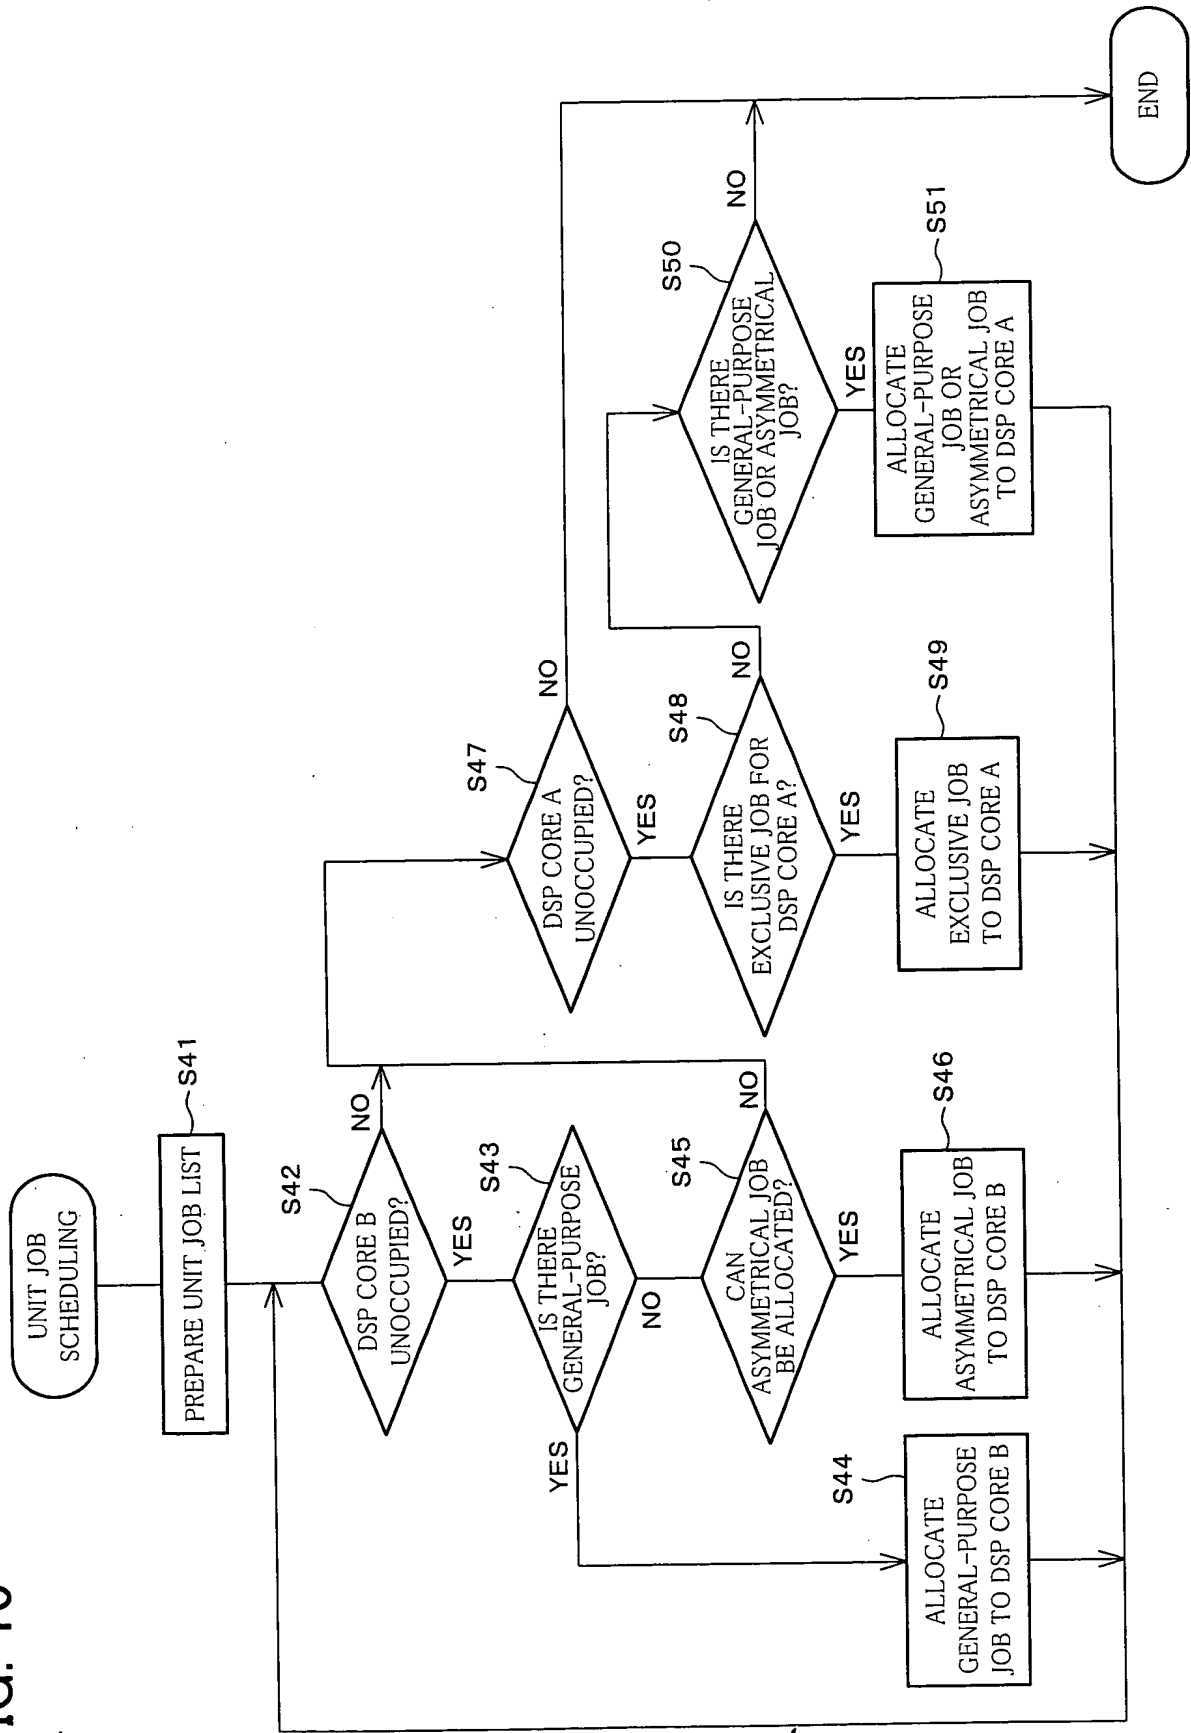 UNIT JOB
SCHEDULING
PREPARE UNIT JOB LIST
S41
DSP CORE B
UNOCCUPIED?
S42
NO
YES
IS THERE
GENERAL-PURPOSE
JOB?
S43
YES
NO
ALLOCATE
GENERAL-PURPOSE
JOB TO DSP CORE B
S44
CAN
ASYMMETRICAL JOB
BE ALLOCATED?
S45
NO
YES
ALLOCATE
ASYMMETRICAL JOB
TO DSP CORE B
S46
DSP CORE A
UNOCCUPIED?
S47
NO
YES
IS THERE
EXCLUSIVE JOB FOR
DSP CORE A?
S48
NO
YES
ALLOCATE
EXCLUSIVE JOB
TO DSP CORE A
S49
IS THERE
GENERAL-PURPOSE
JOB OR ASYMMETRICAL
JOB?
S50
NO
YES
ALLOCATE
GENERAL-PURPOSE
JOB OR
ASYMMETRICAL JOB
TO DSP CORE A
S51
END